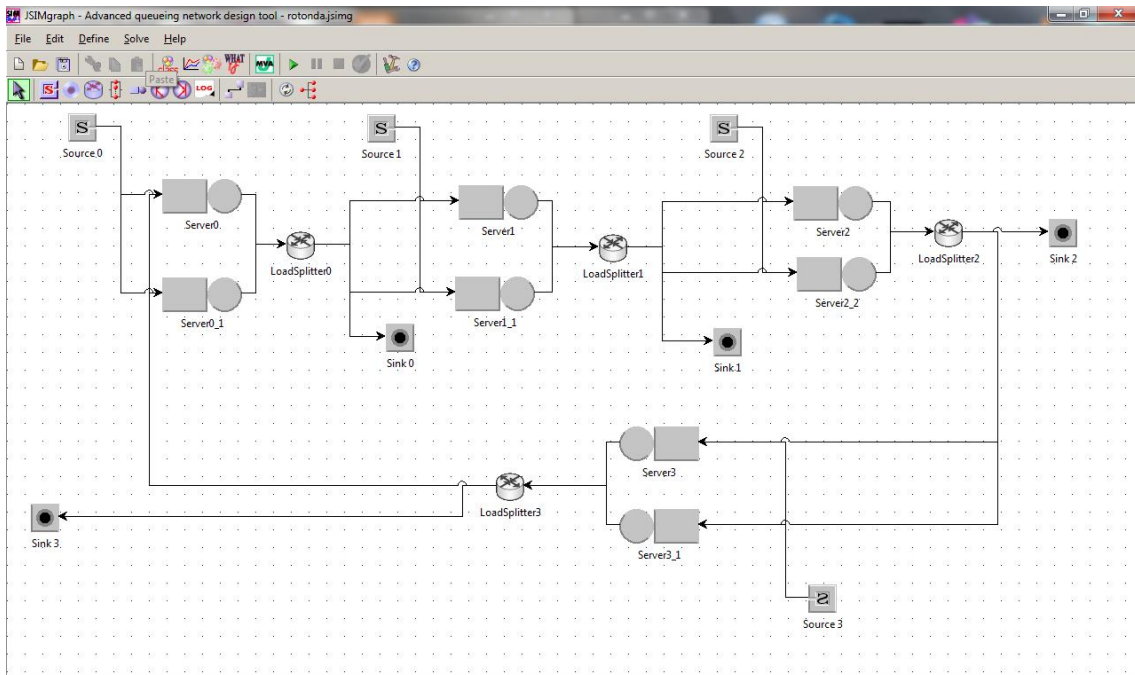 JSIMgraph - Advanced queueing network design tool - rotonda.jsimg
File Edit Define Solve Help
WHAT IF
MVA
Paste
S
LOG
S
S
S
Source 0
Source 1
Source 2
Server0.
Server1
Server2
LoadSplitter0
LoadSplitter1
LoadSplitter2
Sink 2
Server0_1
Server1_1
Server2_2
Sink 0
Sink 1
Server3
LoadSplitter3
Sink 3
Server3_1
S
Source 3